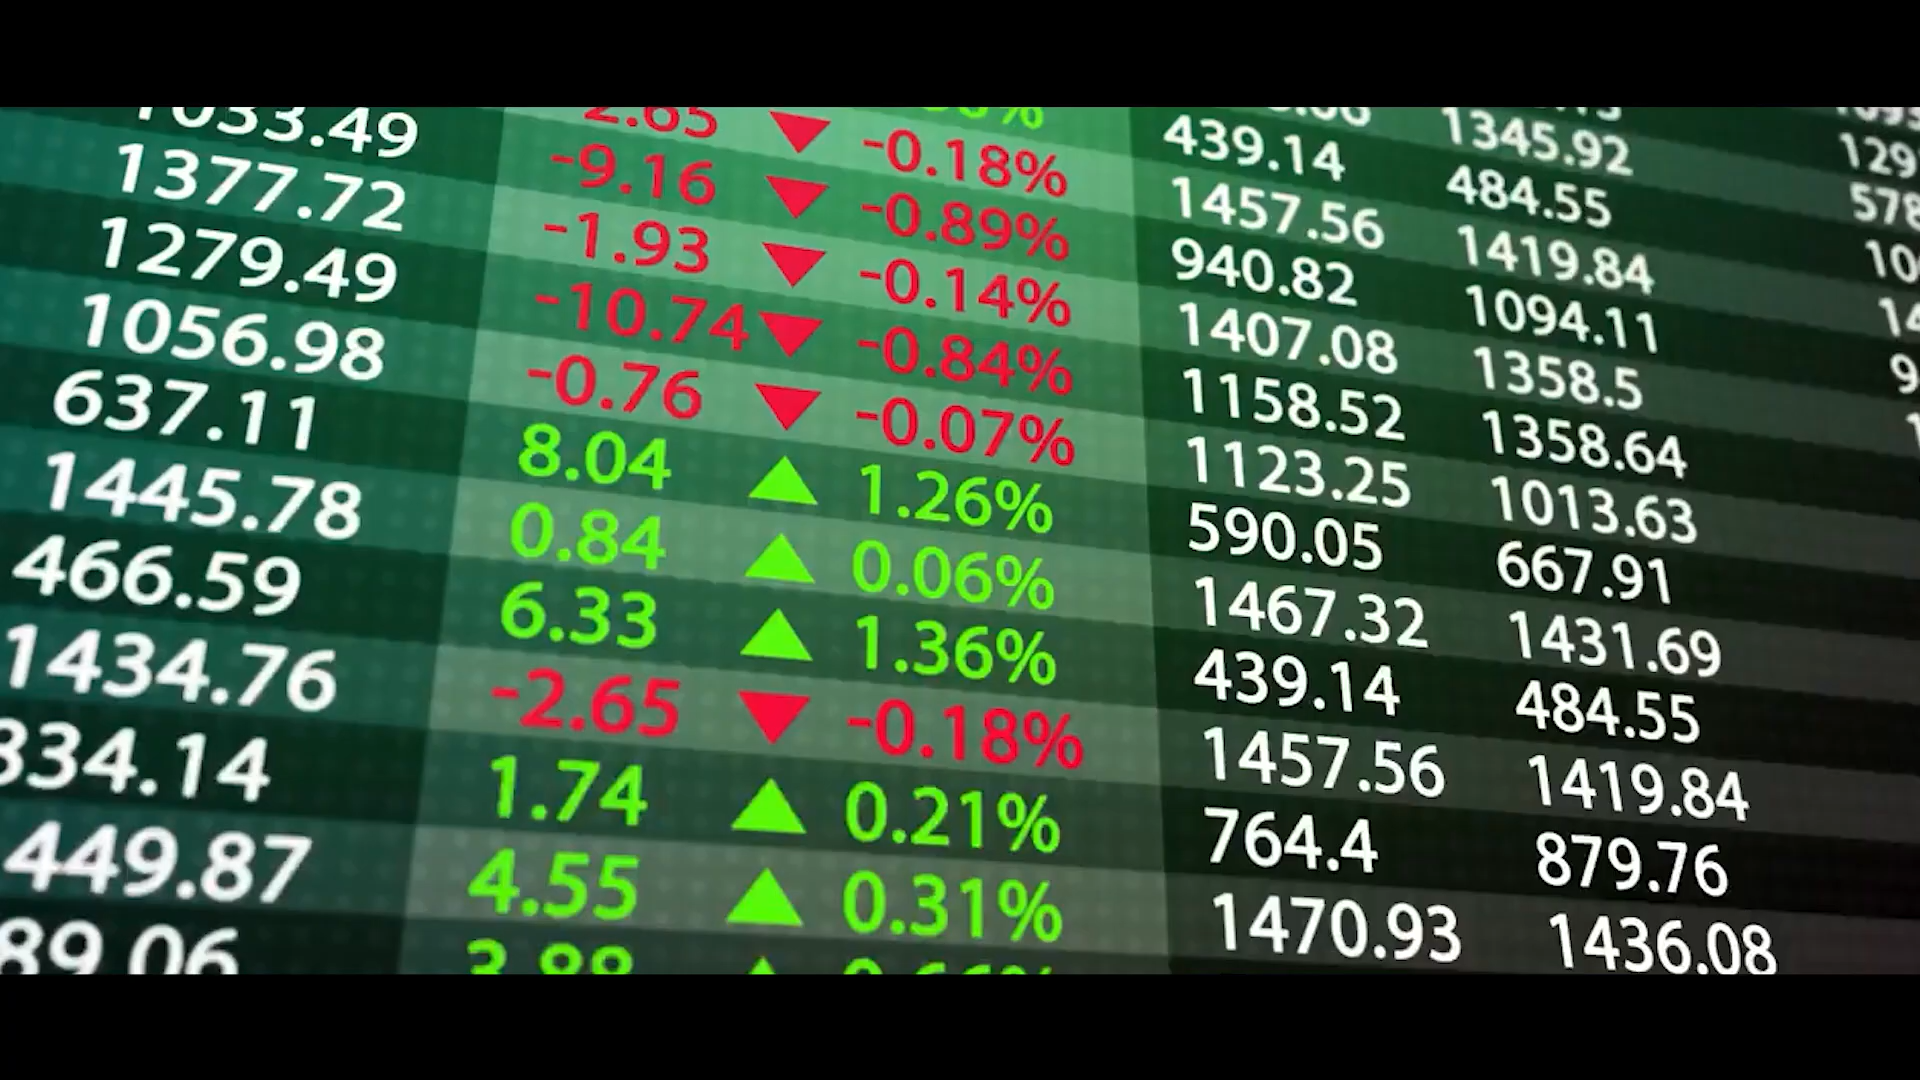 1345.92
439.14 484.55
-0.18% 1457.56 1419.84
1033.49 -9.16 -0.89% 940.82 1094.11
1377.72 -1.93 -0.14% 1407.08 1358.5
1279.49 -10.74 -0.84% 1158.52 1358.64
1056.98 -0.76 -0.07% 1123.25 1013.63
637.11 8.04 1.26% 590.05 667.91
1445.78 0.84 0.06% 1467.32 1431.69
466.59 6.33 1.36% 439.14 484.55
1434.76 -2.65 -0.18% 1457.56 1419.84
834.14 1.74 0.21% 764.4 879.76
449.87 4.55 0.31% 1470.93 1436.08